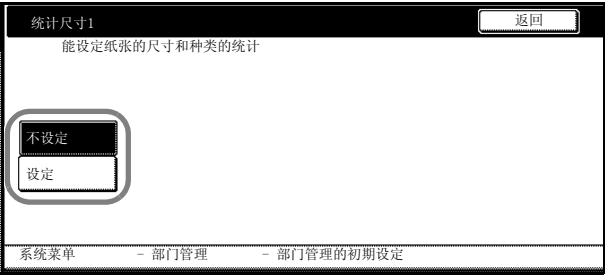 统计尺寸1 返回
能设定纸张的尺寸和种类的统计
不设定
设定
系统菜单 － 部门管理 － 部门管理的初期设定